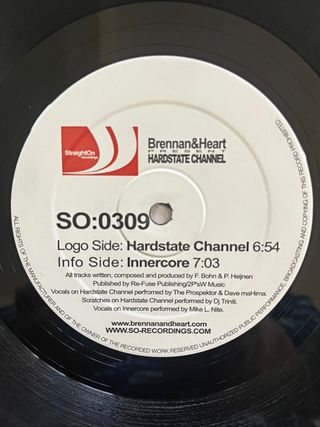 StraightOn
recordings
Brennan&Heart
PRESENT
HARDSTATE CHANNEL
SO:0309
Logo Side: Hardstate Channel 6:54
Info Side: Innercore 7:03
All tracks written, composed and produced by F. Bohn & P. Heijnen
Published by Re-Fuse Publishing/2PsW Music
Vocals on Hardstate Channel performed by The Prospektor & Dave maHima.
Scratches on Hardstate Channel performed by Dj Triniti.
Vocals on Innercore performed by Mike L. Nite.
www.brennanandheart.com
www.SO-RECORDINGS.COM
ALL RIGHTS OF THE MANUFACTURER AND OF THE OWNER OF THE RECORDED WORK RESERVED UNAUTHORIZED PUBLIC PERFORMANCE, BROADCASTING AND COPYING OF THIS RECORD PROHIBITED